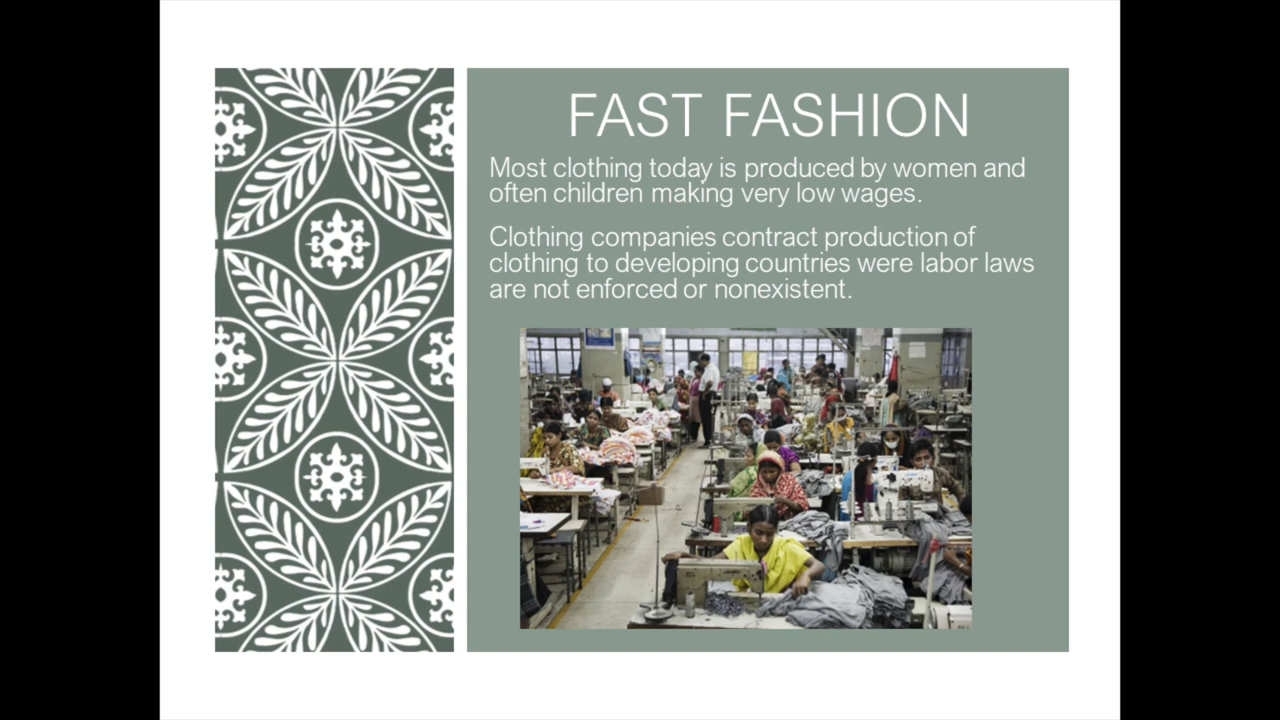 FAST FASHION
Most clothing today is produced by women and
often children making very low wages.
Clothing companies contract production of
clothing to developing countries were labor laws
are not enforced or nonexistent.